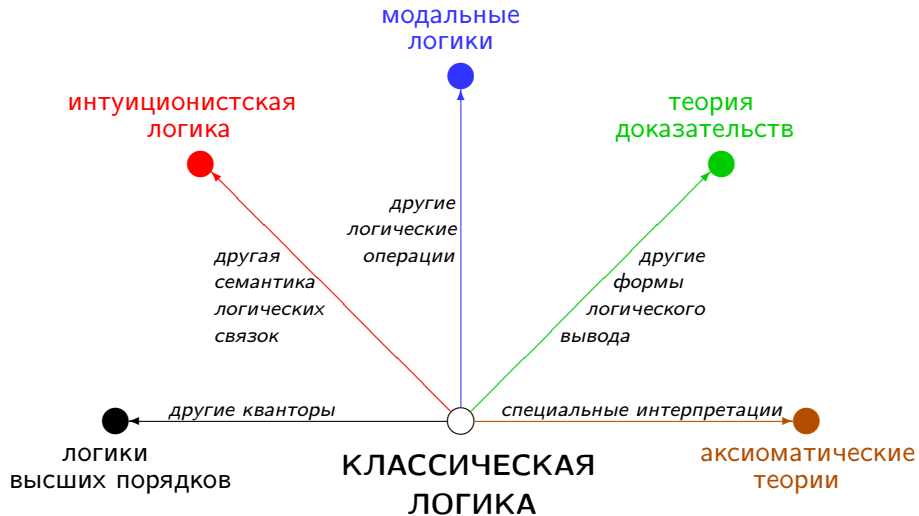 модальные
логики
интуиционистская
логика
теория
доказательств
другие
логические
операции
другая
семантика
логических
связок
другие
формы
логического
вывода
другие кванторы
специальные интерпретации
логики
высших порядков
КЛАССИЧЕСКАЯ
ЛОГИКА
аксиоматические
теории